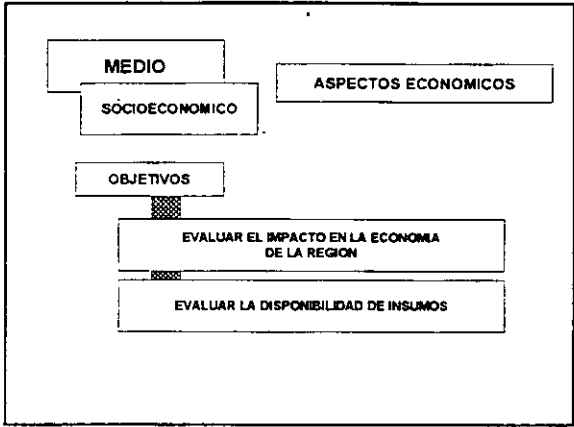 MEDIO
SOCIOECONOMICO
ASPECTOS ECONOMICOS
OBJETIVOS
EVALUAR EL IMPACTO EN LA ECONOMIA
DE LA REGION
EVALUAR LA DISPONIBILIDAD DE INSUMOS